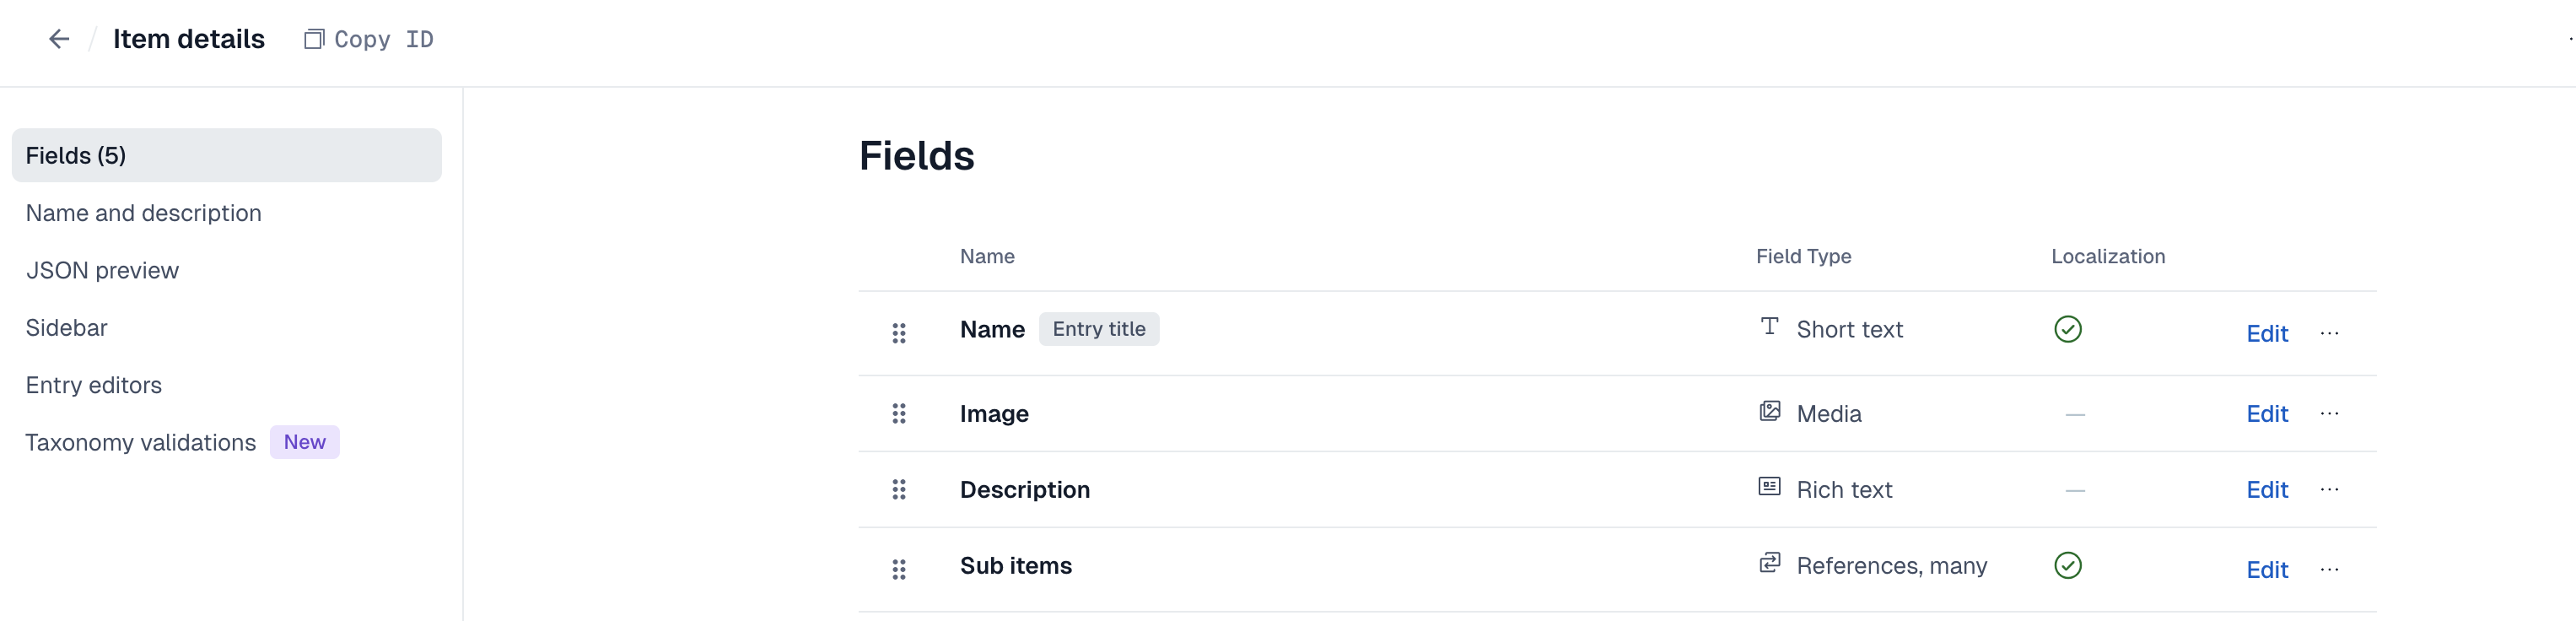 Item details Copy ID
Fields (5)
Name and description
JSON preview
Sidebar
Entry editors
Taxonomy validations New
Fields
Name Field Type Localization
Name Entry title Short text Edit ...
Image Media — Edit ...
Description Rich text — Edit ...
Sub items References, many Edit ...